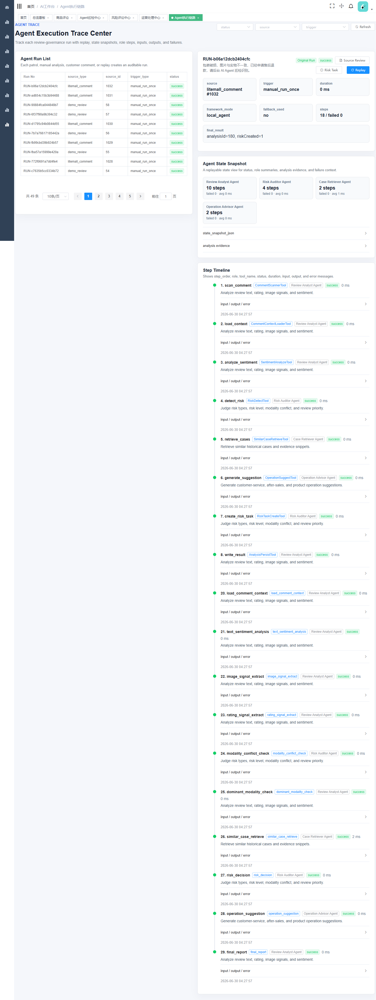 首页 / AI工作台 / Agent执行链路
首页 总览看板 × 商品评论 × Agent巡检中心 × 风险评论中心 × 运营处理中心 × Agent执行链路 ×
AGENT TRACE
Agent Execution Trace Center
Track each review-governance run with replay, state snapshots, role steps, inputs, outputs, and failures.
status source trigger Refresh
Agent Run List
Each patrol, manual analysis, customer comment, or replay creates an auditable run.
Run No source_type source_id trigger_type status
RUN-b06a12dcb2404cfc litemall_comment 1032 manual_run_once success
RUN-ad654c15b3b94488 litemall_comment 1031 manual_run_once success
RUN-90884fca044848b7 demo_review 58 manual_run_once success
RUN-6f37f90a9b394c32 demo_review 57 manual_run_once success
RUN-d1795c94b0844d55 litemall_comment 1030 manual_run_once success
RUN-7b7a76617185442a demo_review 56 manual_run_once success
RUN-fb99cbd39b924b57 litemall_comment 1029 manual_run_once success
RUN-fba57a15999e420a demo_review 55 manual_run_once success
RUN-772f0691a7dd4fe4 litemall_comment 1028 manual_run_once success
RUN-c7635b5cc0334b72 demo_review 54 manual_run_once success
共 49 条 10条/页 1 2 3 4 5 前往 1 页
RUN-b06a12dcb2404cfc
包装破损，图片与实物不一致，已经申请售后退
款，请后台 AI Agent 巡检识别。
Original Run success Source Review
Risk Task Replay
source
litemall_comment
#1032
trigger
manual_run_once
duration
0 ms
framework_mode
local_agent
fallback_used
no
steps
18 / failed 0
final_result
analysisId=180, riskCreated=1
Agent State Snapshot
A replayable state view for status, role summaries, analysis evidence, and failure context.
Review Analyst Agent
10 steps
failed 0 · avg 0 ms
Risk Auditor Agent
4 steps
failed 0 · avg 0 ms
Case Retriever Agent
2 steps
failed 0 · avg 1 ms
Operation Advisor Agent
2 steps
failed 0 · avg 0 ms
state_snapshot_json
analysis evidence
Step Timeline
Shows step_order, role, tool_name, status, duration, input, output, and error messages.
1. scan_comment CommentScannerTool Review Analyst Agent success 0 ms
Analyze review text, rating, image signals, and sentiment.
input / output / error
2026-06-30 04:27:57
2. load_context CommentContextLoaderTool Review Analyst Agent success 0 ms
Analyze review text, rating, image signals, and sentiment.
input / output / error
2026-06-30 04:27:57
3. analyze_sentiment SentimentAnalyzeTool Review Analyst Agent success 0 ms
Analyze review text, rating, image signals, and sentiment.
input / output / error
2026-06-30 04:27:57
4. detect_risk RiskDetectTool Risk Auditor Agent success 0 ms
Judge risk types, risk level, modality conflict, and review priority.
input / output / error
2026-06-30 04:27:57
5. retrieve_cases SimilarCaseRetrieveTool Case Retriever Agent success 0 ms
Retrieve similar historical cases and evidence snippets.
input / output / error
2026-06-30 04:27:57
6. generate_suggestion OperationSuggestTool Operation Advisor Agent success 0 ms
Generate customer-service, after-sales, and product operation suggestions.
input / output / error
2026-06-30 04:27:57
7. create_risk_task RiskTaskCreateTool Risk Auditor Agent success 0 ms
Judge risk types, risk level, modality conflict, and review priority.
input / output / error
2026-06-30 04:27:57
8. write_result AnalysisPersistTool Review Analyst Agent success 0 ms
Analyze review text, rating, image signals, and sentiment.
input / output / error
2026-06-30 04:27:57
20. load_comment_context load_comment_context Review Analyst Agent success 0 ms
Analyze review text, rating, image signals, and sentiment.
input / output / error
2026-06-30 04:27:57
21. text_sentiment_analysis text_sentiment_analysis Review Analyst Agent success
0 ms
Analyze review text, rating, image signals, and sentiment.
input / output / error
2026-06-30 04:27:57
22. image_signal_extract image_signal_extract Review Analyst Agent success 0 ms
Analyze review text, rating, image signals, and sentiment.
input / output / error
2026-06-30 04:27:57
23. rating_signal_extract rating_signal_extract Review Analyst Agent success 0 ms
Analyze review text, rating, image signals, and sentiment.
input / output / error
2026-06-30 04:27:57
24. modality_conflict_check modality_conflict_check Risk Auditor Agent success 0 ms
Judge risk types, risk level, modality conflict, and review priority.
input / output / error
2026-06-30 04:27:57
25. dominant_modality_check dominant_modality_check Review Analyst Agent success
0 ms
Analyze review text, rating, image signals, and sentiment.
input / output / error
2026-06-30 04:27:57
26. similar_case_retrieve similar_case_retrieve Case Retriever Agent success 2 ms
Retrieve similar historical cases and evidence snippets.
input / output / error
2026-06-30 04:27:57
27. risk_decision risk_decision Risk Auditor Agent success 0 ms
Judge risk types, risk level, modality conflict, and review priority.
input / output / error
2026-06-30 04:27:57
28. operation_suggestion operation_suggestion Operation Advisor Agent success 0 ms
Generate customer-service, after-sales, and product operation suggestions.
input / output / error
2026-06-30 04:27:57
29. final_report final_report Review Analyst Agent success 0 ms
Analyze review text, rating, image signals, and sentiment.
input / output / error
2026-06-30 04:27:57